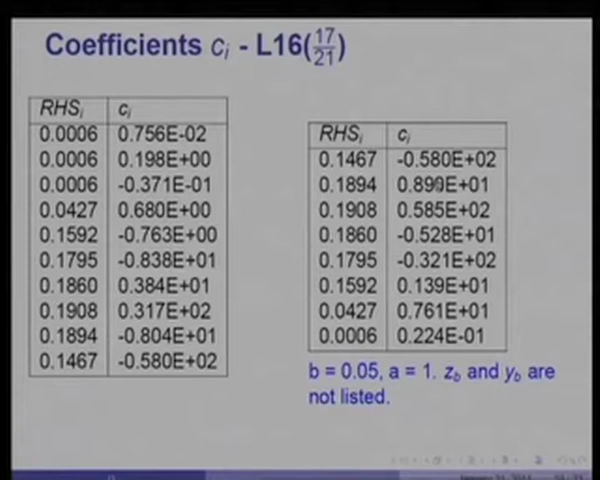 Coefficients cᵢ - L16(17/21)
RHSᵢ cᵢ
0.0006 0.756E-02
0.0006 0.198E+00
0.0006 -0.371E-01
0.0427 0.680E+00
0.1592 -0.763E+00
0.1795 -0.838E+01
0.1860 0.384E+01
0.1908 0.317E+02
0.1894 -0.804E+01
0.1467 -0.580E+02
RHSᵢ cᵢ
0.1467 -0.580E+02
0.1894 0.899E+01
0.1908 0.585E+02
0.1860 -0.528E+01
0.1795 -0.321E+02
0.1592 0.139E+01
0.0427 0.761E+01
0.0006 0.224E-01
b = 0.05, a = 1. z_b and y_b are
not listed.